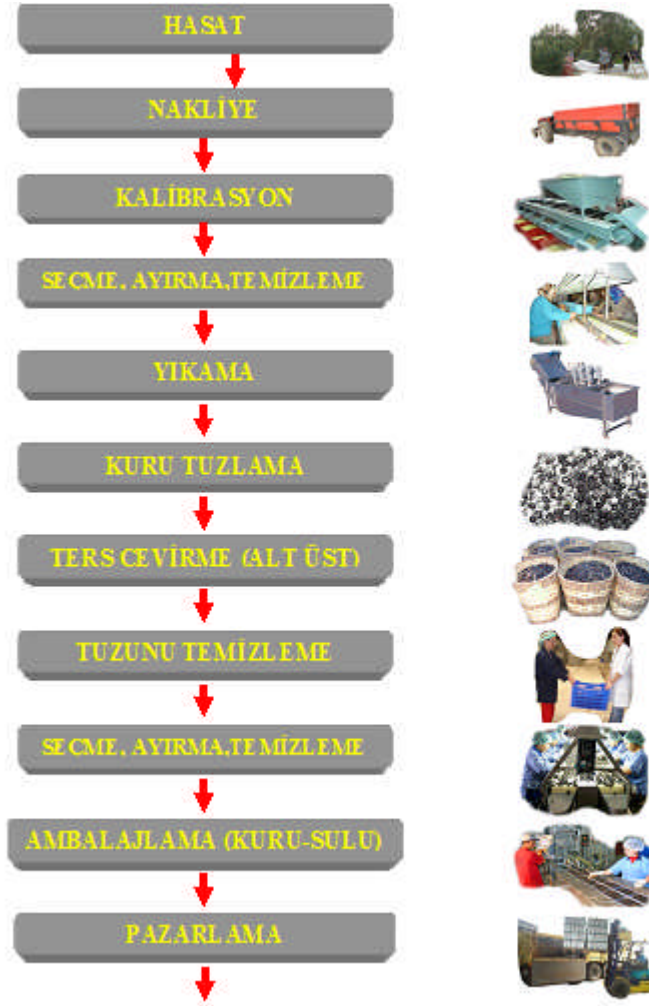 HASAT
NAKLİYE
KALİBRASYON
SEÇME, AYIRMA,TEMİZLEME
YIKAMA
KURU TUZLAMA
TERS ÇEVİRME (ALT ÜST)
TUZUNU TEMİZLEME
SEÇME, AYIRMA,TEMİZLEME
AMBALAJLAMA (KURU-SULU)
PAZARLAMA